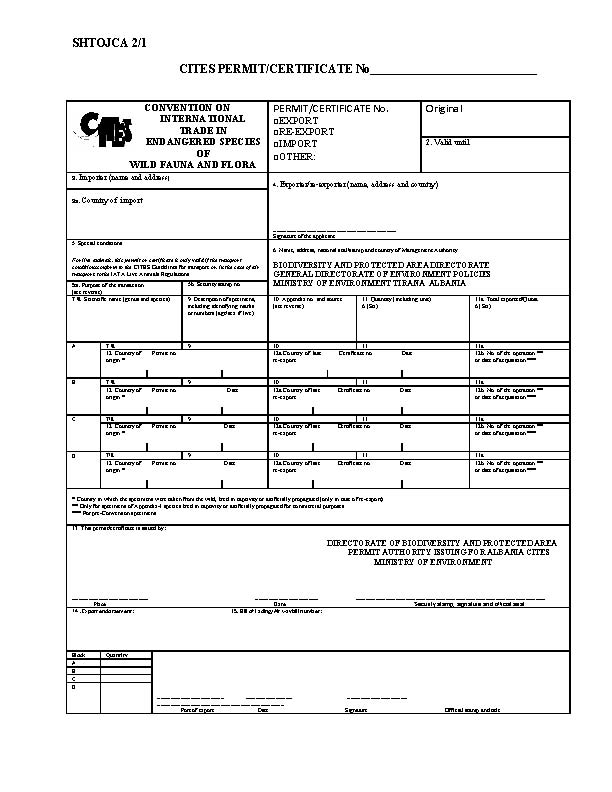 SHTOJCA 2/1
CITES PERMIT/CERTIFICATE No___________________________
CITES
CONVENTION ON
INTERNATIONAL
TRADE IN
ENDANGERED SPECIES
OF
WILD FAUNA AND FLORA
PERMIT/CERTIFICATE No.
□EXPORT
□RE-EXPORT
□IMPORT
□OTHER:
Original
2. Valid until
3. Importer (name and address)
3a. Country of import
4. Exporter/re-exporter (name, address and country)
Signature of the applicant
5. Special conditions
For live animals, this permit or certificate is only valid if the transport
conditions conform to the CITES Guidelines for transport or, in the case of air
transport, to the IATA Live Animals Regulations
5a. Purpose of the transaction
(see reverse)
5b. Security stamp no.
6. Name, address, national seal/stamp and country of Management Authority
BIODIVERSITY AND PROTECTED AREA DIRECTORATE
GENERAL DIRECTORATE OF ENVIRONMENT POLICIES
MINISTRY OF ENVIRONMENT TIRANA ALBANIA
7/8. Scientific name (genus and species)
9. Description of specimens,
including identifying marks
or numbers (age/sex if live)
10. Appendix no. and source
(see reverse)
11. Quantity (including unit)
11a. Total exported/Quota
A
7/8.
9.
10.
11.
11a.
12. Country of
origin *
Permit no.
12a. Country of last
re-export
Certificate no.
Date
12b. No. of the operation **
or date of acquisition ***
B
7/8.
9.
10.
11.
11a.
12. Country of
origin *
Permit no.
Date
12a. Country of last
re-export
Certificate no.
Date
12b. No. of the operation **
or date of acquisition ***
C
7/8.
9.
10.
11.
11a.
12. Country of
origin *
Permit no.
Date
12a. Country of last
re-export
Certificate no.
Date
12b. No. of the operation **
or date of acquisition ***
D
7/8.
9.
10.
11.
11a.
12. Country of
origin *
Permit no.
Date
12a. Country of last
re-export
Certificate no.
Date
12b. No. of the operation **
or date of acquisition ***
* Country in which the specimens were taken from the wild, bred in captivity or artificially propagated (only in case of re-export)
** Only for specimens of Appendix-I species bred in captivity or artificially propagated for commercial purposes
*** For pre-Convention specimens
13. The permit/certificate is issued by:
DIRECTORATE OF BIODIVERSITY AND PROTECTED AREA
PERMIT AUTHORITY ISSUING FOR ALBANIA CITES
MINISTRY OF ENVIRONMENT
Place
Date
Security stamp, signature and official seal
14. Export endorsement:
15. Bill of lading/Air waybill number:
Block
Quantity
A
B
C
D
Port of export
Date
Signature
Official stamp and title